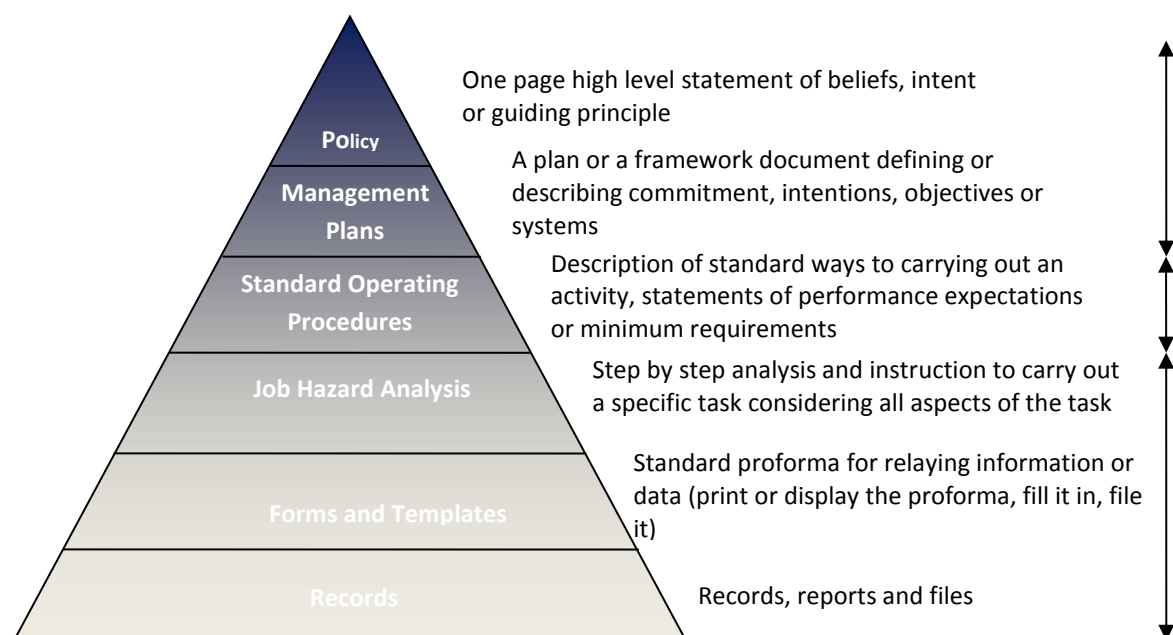 One page high level statement of beliefs, intent
or guiding principle
Policy
A plan or a framework document defining or
describing commitment, intentions, objectives or
systems
Management
Plans
Description of standard ways to carrying out an
activity, statements of performance expectations
or minimum requirements
Standard Operating
Procedures
Step by step analysis and instruction to carry out
a specific task considering all aspects of the task
Job Hazard Analysis
Standard proforma for relaying information or
data (print or display the proforma, fill it in, file
it)
Forms and Templates
Records
Records, reports and files